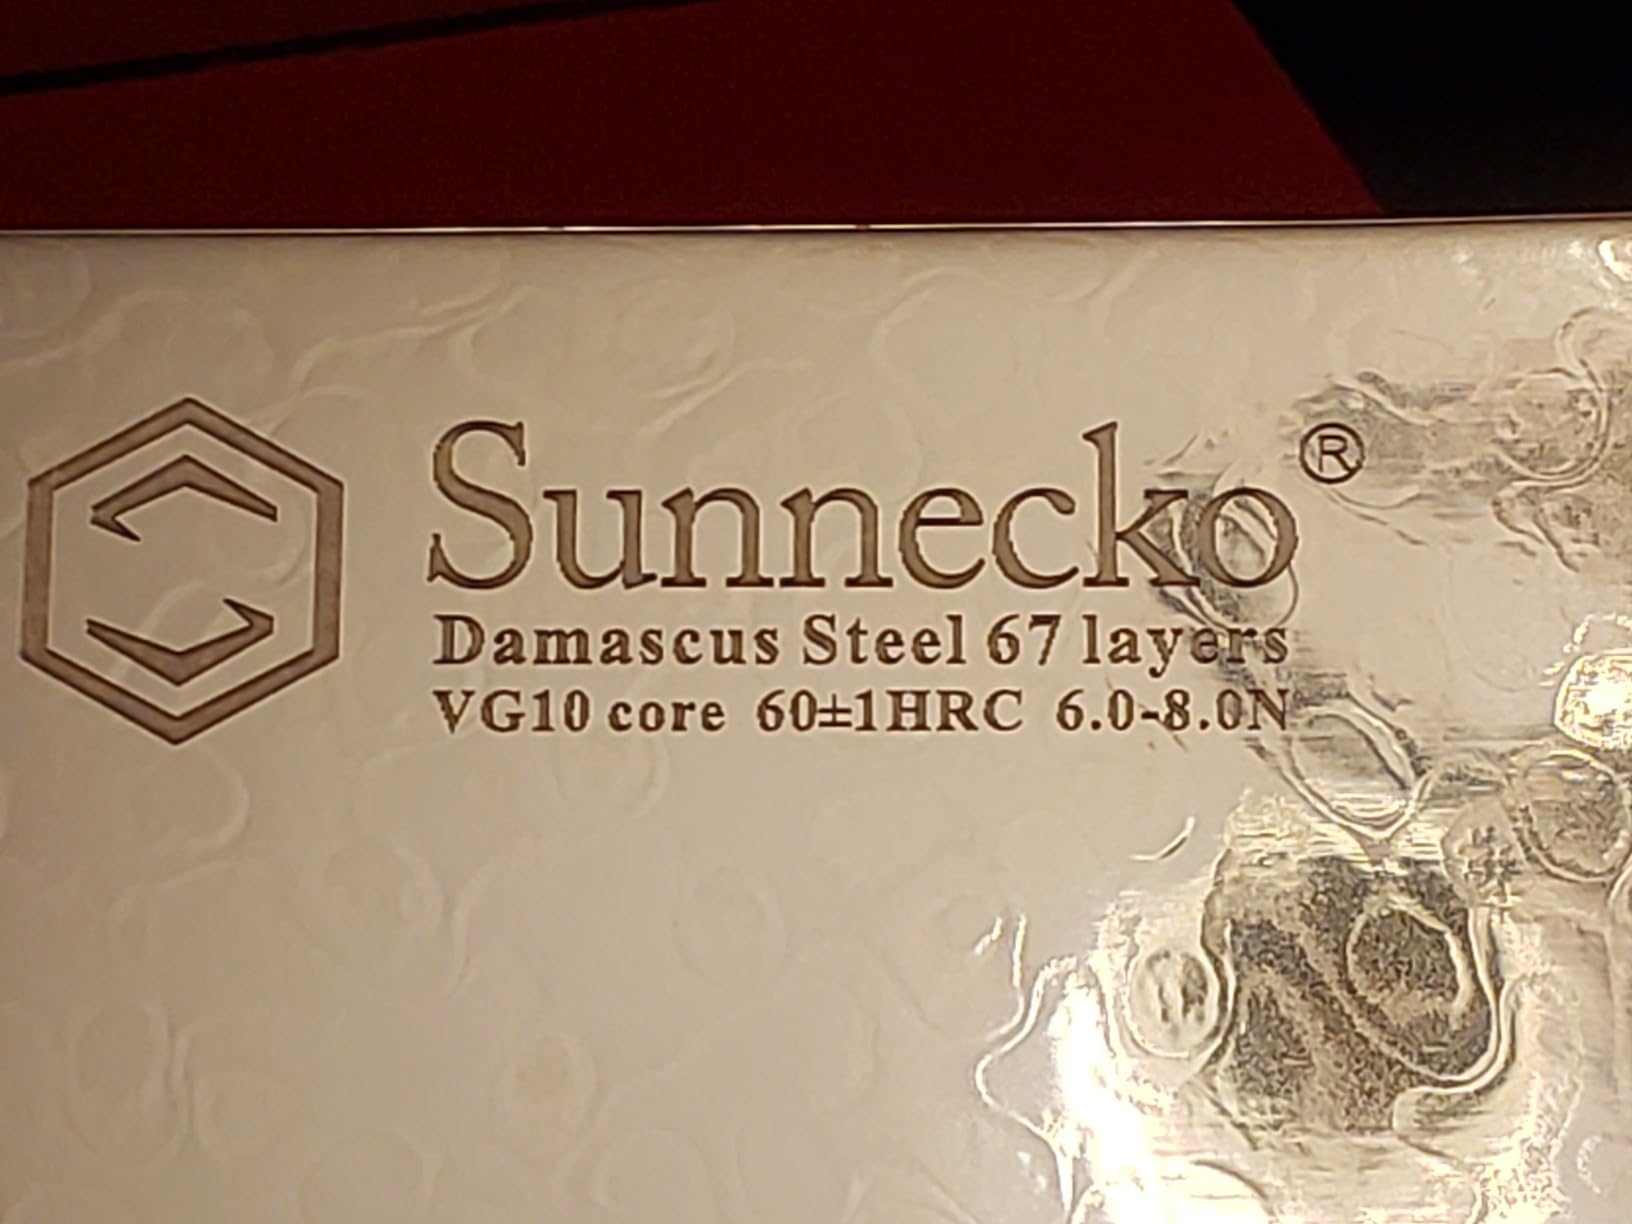 Sunnecko®
Damascus Steel 67 layers
VG10 core 60±1HRC 6.0-8.0N